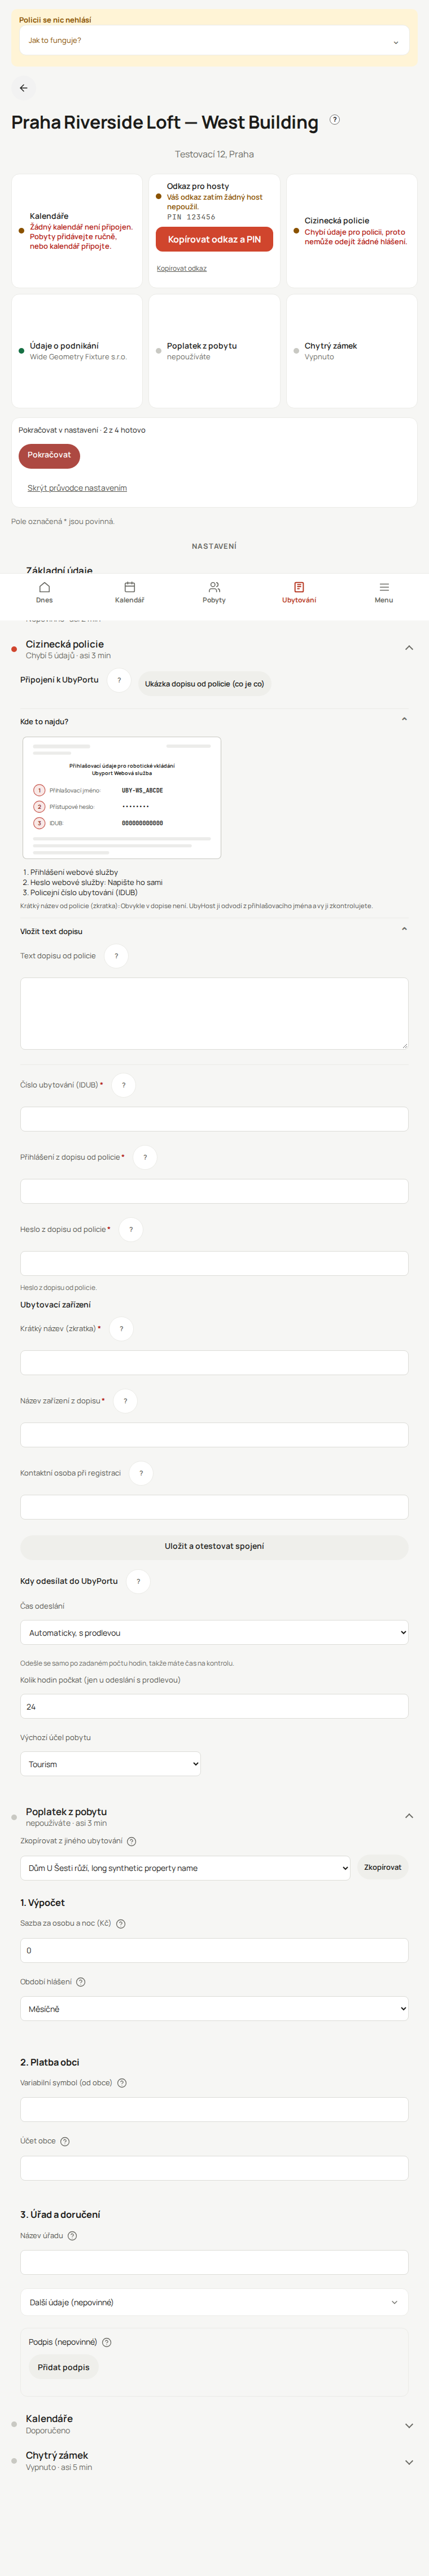 Policii se nic nehlásí
Jak to funguje?
Praha Riverside Loft — West Building ?
Testovací 12, Praha
Kalendáře
Žádný kalendář není připojen.
Pobyty přidávejte ručně,
nebo kalendář připojte.
Odkaz pro hosty
Váš odkaz zatím žádný host
nepoužil.
PIN 123456
Kopírovat odkaz a PIN
Kopírovat odkaz
Cizinecká policie
Chybí údaje pro policii, proto
nemůže odejít žádné hlášení.
Údaje o podnikání
Wide Geometry Fixture s.r.o.
Poplatek z pobytu
nepoužíváte
Chytrý zámek
Vypnuto
Pokračovat v nastavení · 2 z 4 hotovo
Pokračovat
Skrýt průvodce nastavením
Pole označená * jsou povinná.
NASTAVENÍ
Základní údaje
Dnes
Kalendář
Pobyty
Ubytování
Menu
Cizinecká policie
Chybí 5 údajů · asi 3 min
Připojení k UbyPortu ?
Ukázka dopisu od policie (co je co)
Kde to najdu?
Přihlašovací údaje pro robotické vkládání
Ubyport Webová služba
1 Přihlašovací jméno: UBY-WS_ABCDE
2 Přístupové heslo: ••••••••
3 IDUB: 000000000000
1. Přihlášení webové služby
2. Heslo webové služby: Napište ho sami
3. Policejní číslo ubytování (IDUB)
Krátký název od policie (zkratka): Obvykle v dopise není. UbyHost ji odvodí z přihlašovacího jména a vy ji zkontrolujete.
Vložit text dopisu
Text dopisu od policie ?
Číslo ubytování (IDUB) * ?
Přihlášení z dopisu od policie * ?
Heslo z dopisu od policie * ?
Heslo z dopisu od policie.
Ubytovací zařízení
Krátký název (zkratka) * ?
Název zařízení z dopisu * ?
Kontaktní osoba při registraci ?
Uložit a otestovat spojení
Kdy odesílat do UbyPortu ?
Čas odeslání
Automaticky, s prodlevou
Odešle se samo po zadaném počtu hodin, takže máte čas na kontrolu.
Kolik hodin počkat (jen u odeslání s prodlevou)
24
Výchozí účel pobytu
Tourism
Poplatek z pobytu
nepoužíváte · asi 3 min
Zkopírovat z jiného ubytování ?
Dům U Šesti růží, long synthetic property name
Zkopírovat
1. Výpočet
Sazba za osobu a noc (Kč) ?
0
Období hlášení ?
Měsíčně
2. Platba obci
Variabilní symbol (od obce) ?
Účet obce ?
3. Úřad a doručení
Název úřadu ?
Další údaje (nepovinné)
Podpis (nepovinné) ?
Přidat podpis
Kalendáře
Doporučeno
Chytrý zámek
Vypnuto · asi 5 min